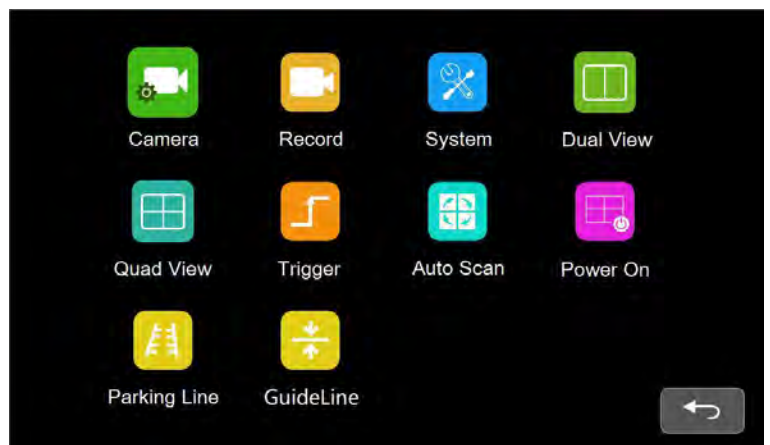 Camera
Record
System
Dual View
Quad View
Trigger
Auto Scan
Power On
Parking Line
GuideLine